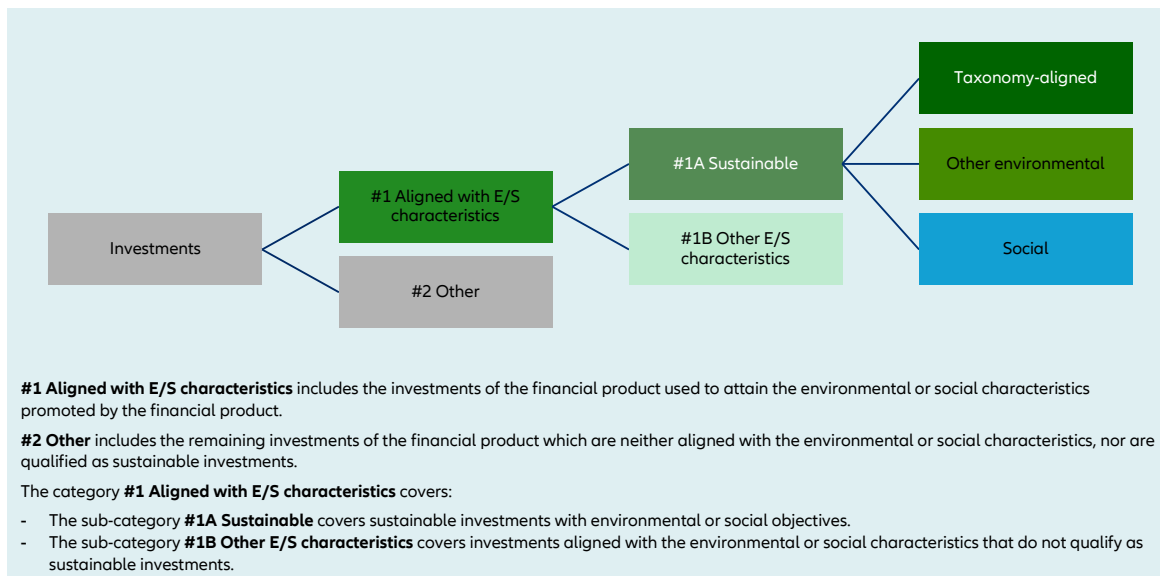 Taxonomy-aligned
#1A Sustainable
Other environmental
#1 Aligned with E/S
characteristics
Investments
#1B Other E/S
characteristics
Social
#2 Other
#1 Aligned with E/S characteristics includes the investments of the financial product used to attain the environmental or social characteristics
promoted by the financial product.
#2 Other includes the remaining investments of the financial product which are neither aligned with the environmental or social characteristics, nor are
qualified as sustainable investments.
The category #1 Aligned with E/S characteristics covers:
- The sub-category #1A Sustainable covers sustainable investments with environmental or social objectives.
- The sub-category #1B Other E/S characteristics covers investments aligned with the environmental or social characteristics that do not qualify as
sustainable investments.